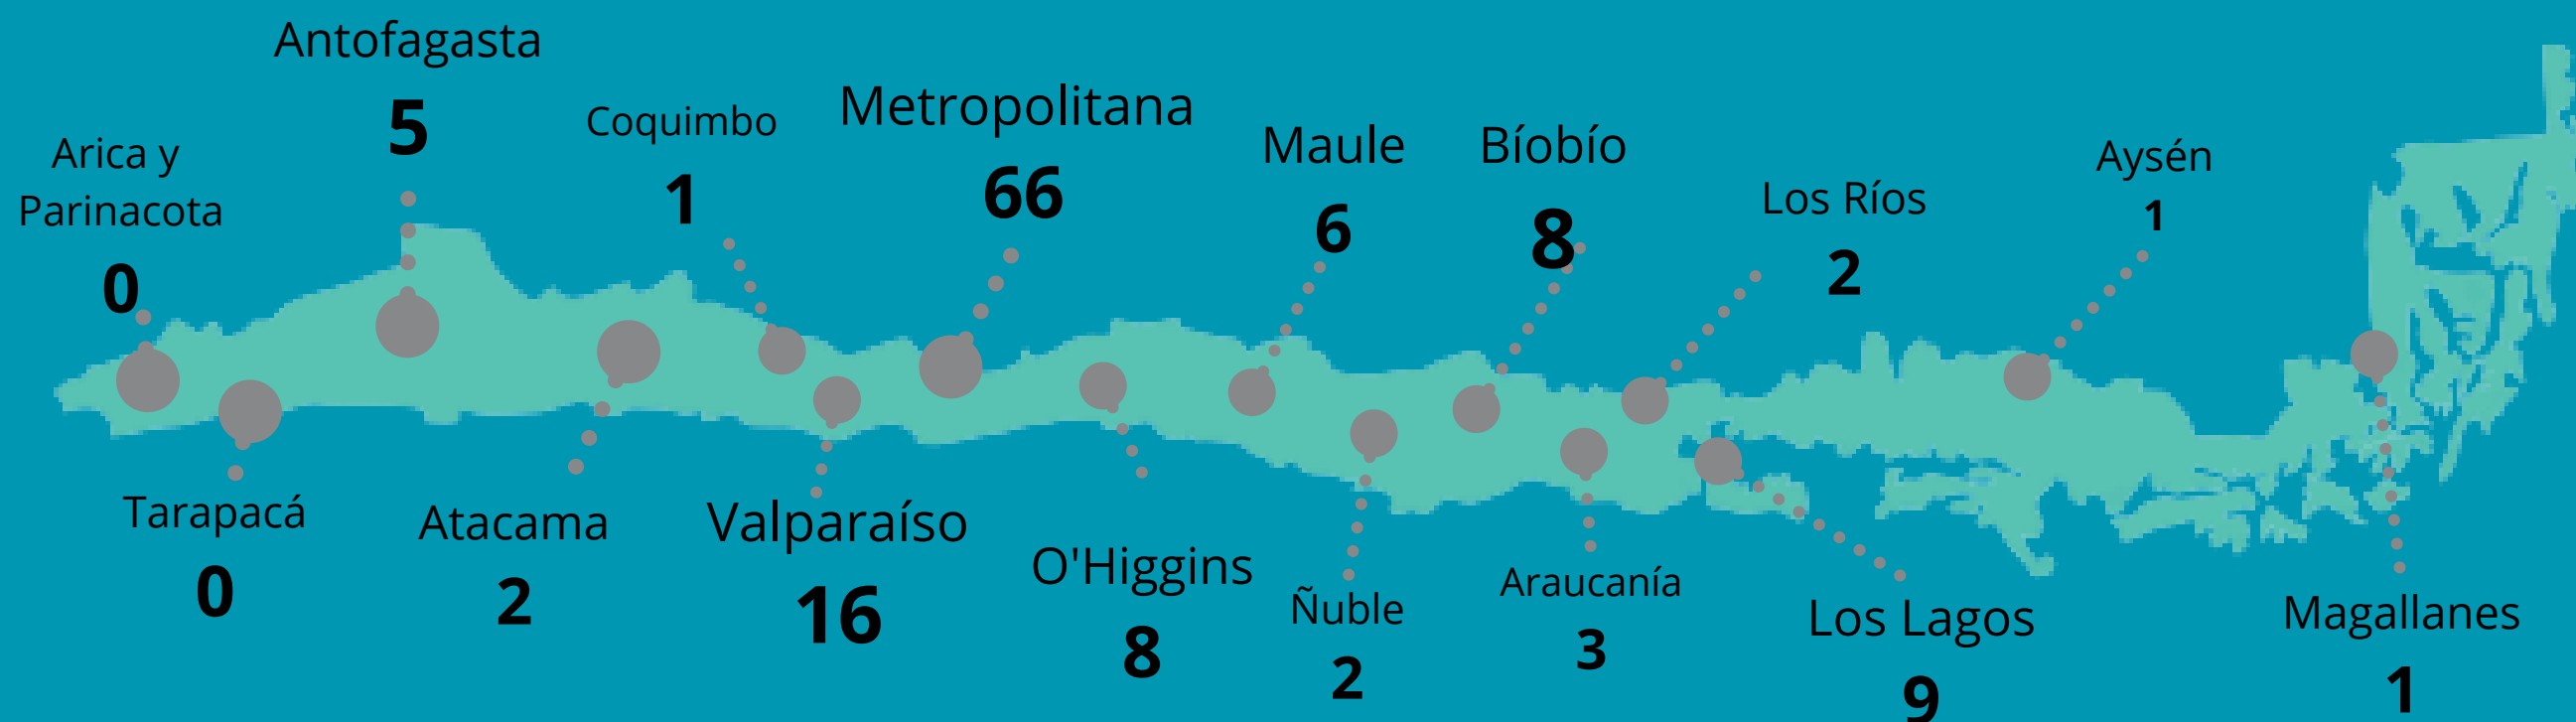 Antofagasta
5
Arica y
Parinacota
0
Coquimbo
1
Metropolitana
66
Maule
6
Bíobío
8
Los Ríos
2
Aysén
1
Tarapacá
0
Atacama
2
Valparaíso
16
O'Higgins
8
Ñuble
2
Araucanía
3
Los Lagos
9
Magallanes
1